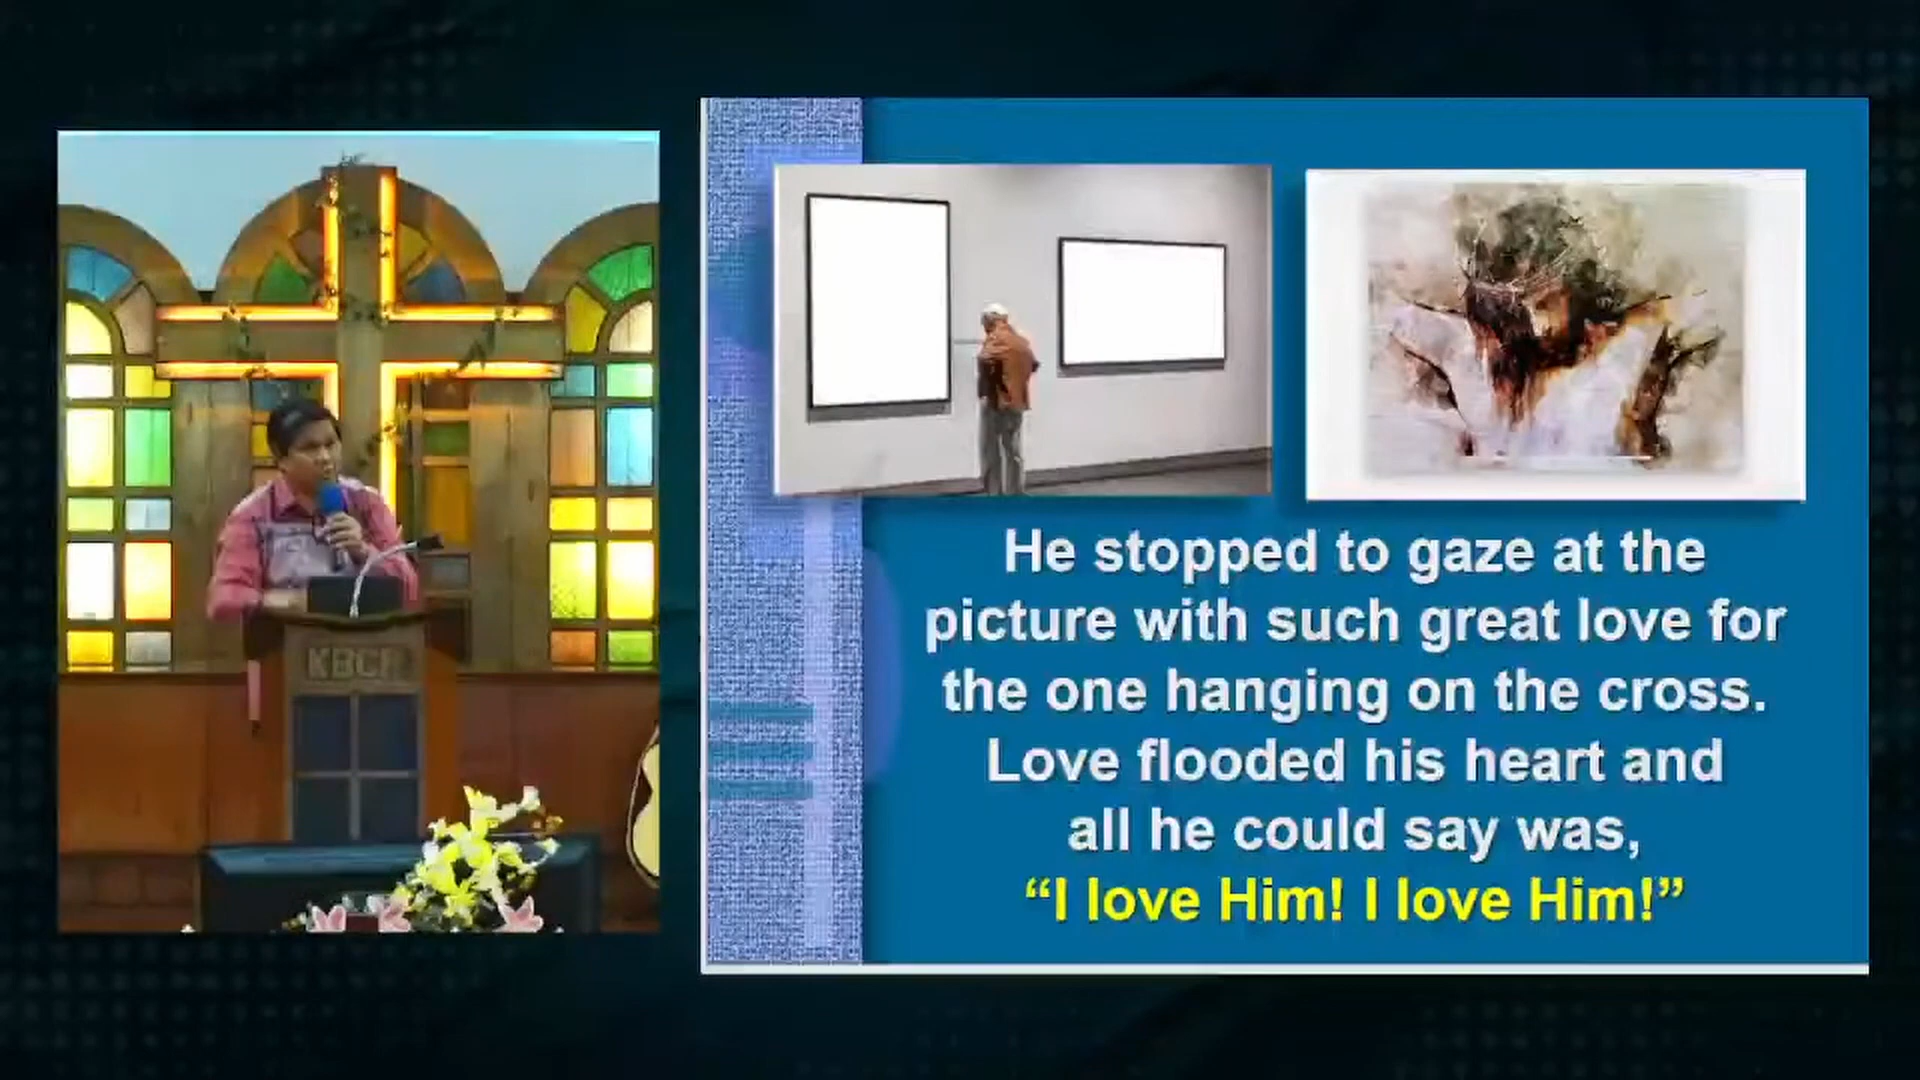 KBCF
He stopped to gaze at the
picture with such great love for
the one hanging on the cross.
Love flooded his heart and
all he could say was,
“I love Him! I love Him!”